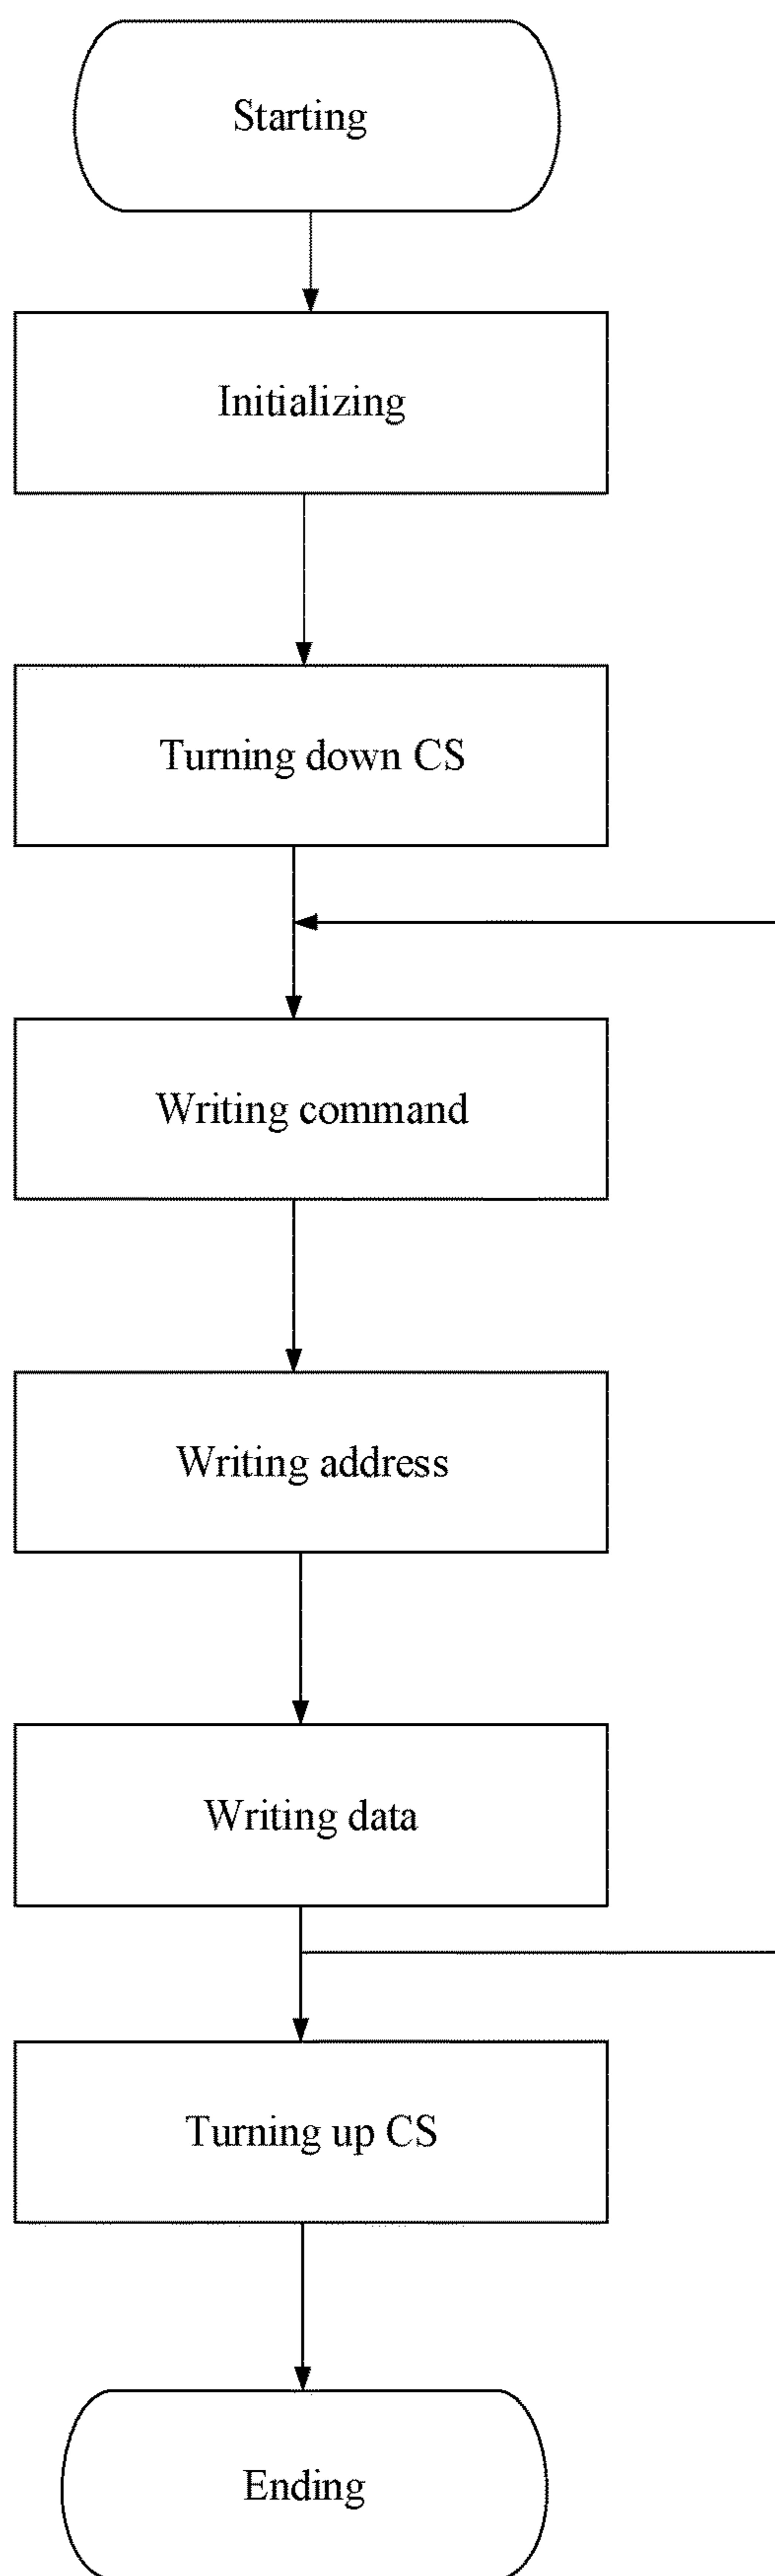 Starting
Initializing
Turning down CS
Writing command
Writing address
Writing data
Turning up CS
Ending